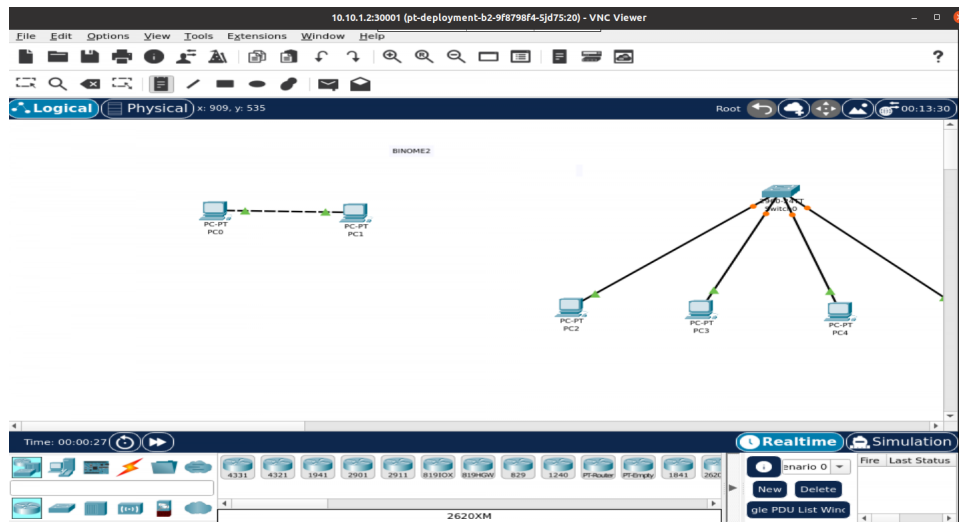 10.10.1.2:30001 (pt-deployment-b2-9f8798f4-5jd75:20) - VNC Viewer
File Edit Options View Tools Extensions Window Help
Logical Physical x: 909, y: 535 Root 00:13:30
BINOME2
2960-24TT
Switch0
PC-PT
PC0
PC-PT
PC1
PC-PT
PC2
PC-PT
PC3
PC-PT
PC4
Time: 00:00:27 Realtime Simulation
4331 4321 1941 2901 2911 819IOX 819HGW 829 1240 PT-Router PT-Empty 1841 2620
2620XM
enario 0 Fire Last Status
New Delete
gle PDU List Wind